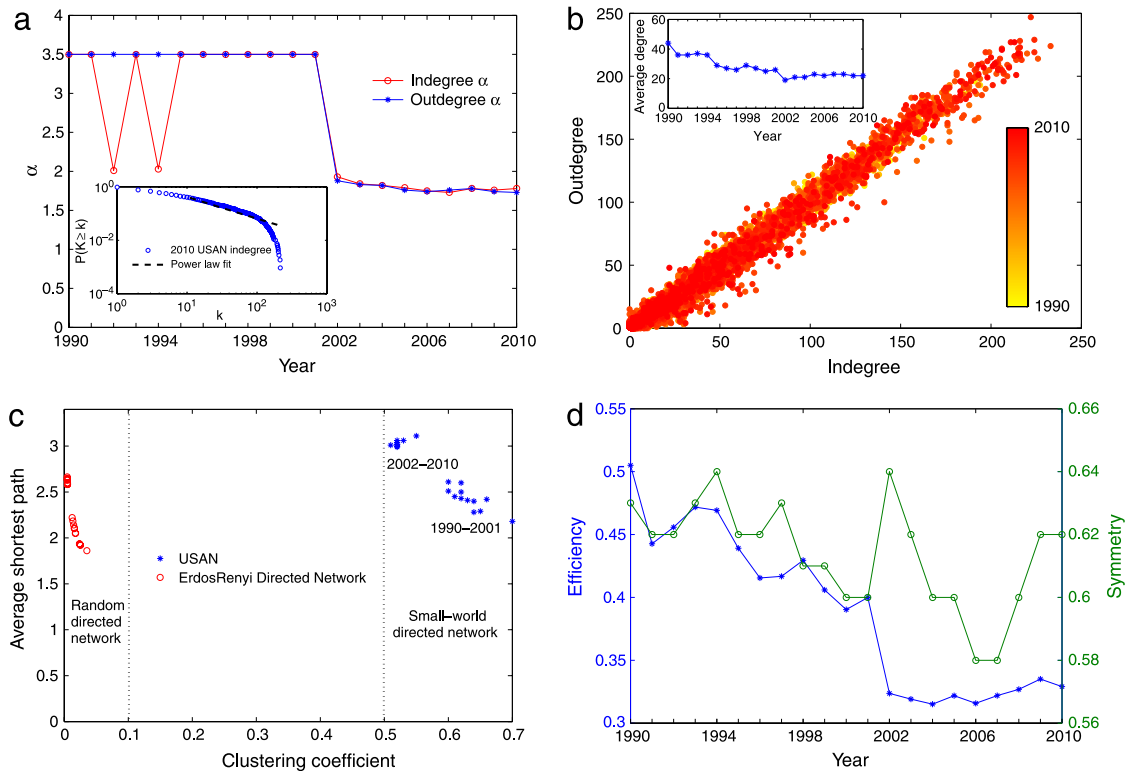 a
4
3.5
3
2.5
2
1.5
1
0.5
0
α
1990
1994
1998
2002
2006
2010
Year
Indegree α
Outdegree α
10^0
10^−2
10^−4
P(K≥k)
2010 USAN indegree
Power law fit
10^0
10^1
10^2
10^3
k
b
250
200
150
100
50
0
Outdegree
0
50
100
150
200
250
Indegree
60
40
20
0
Average degree
1990
1994
1998
2002
2006
2010
Year
2010
1990
c
3
2.5
2
1.5
1
0.5
0
Average shortest path
0
0.1
0.2
0.3
0.4
0.5
0.6
0.7
Clustering coefficient
2002–2010
1990–2001
USAN
ErdosRenyi Directed Network
Random
directed
network
Small–world
directed network
d
0.55
0.5
0.45
0.4
0.35
0.3
Efficiency
0.66
0.64
0.62
0.6
0.58
0.56
Symmetry
1990
1994
1998
2002
2006
2010
Year